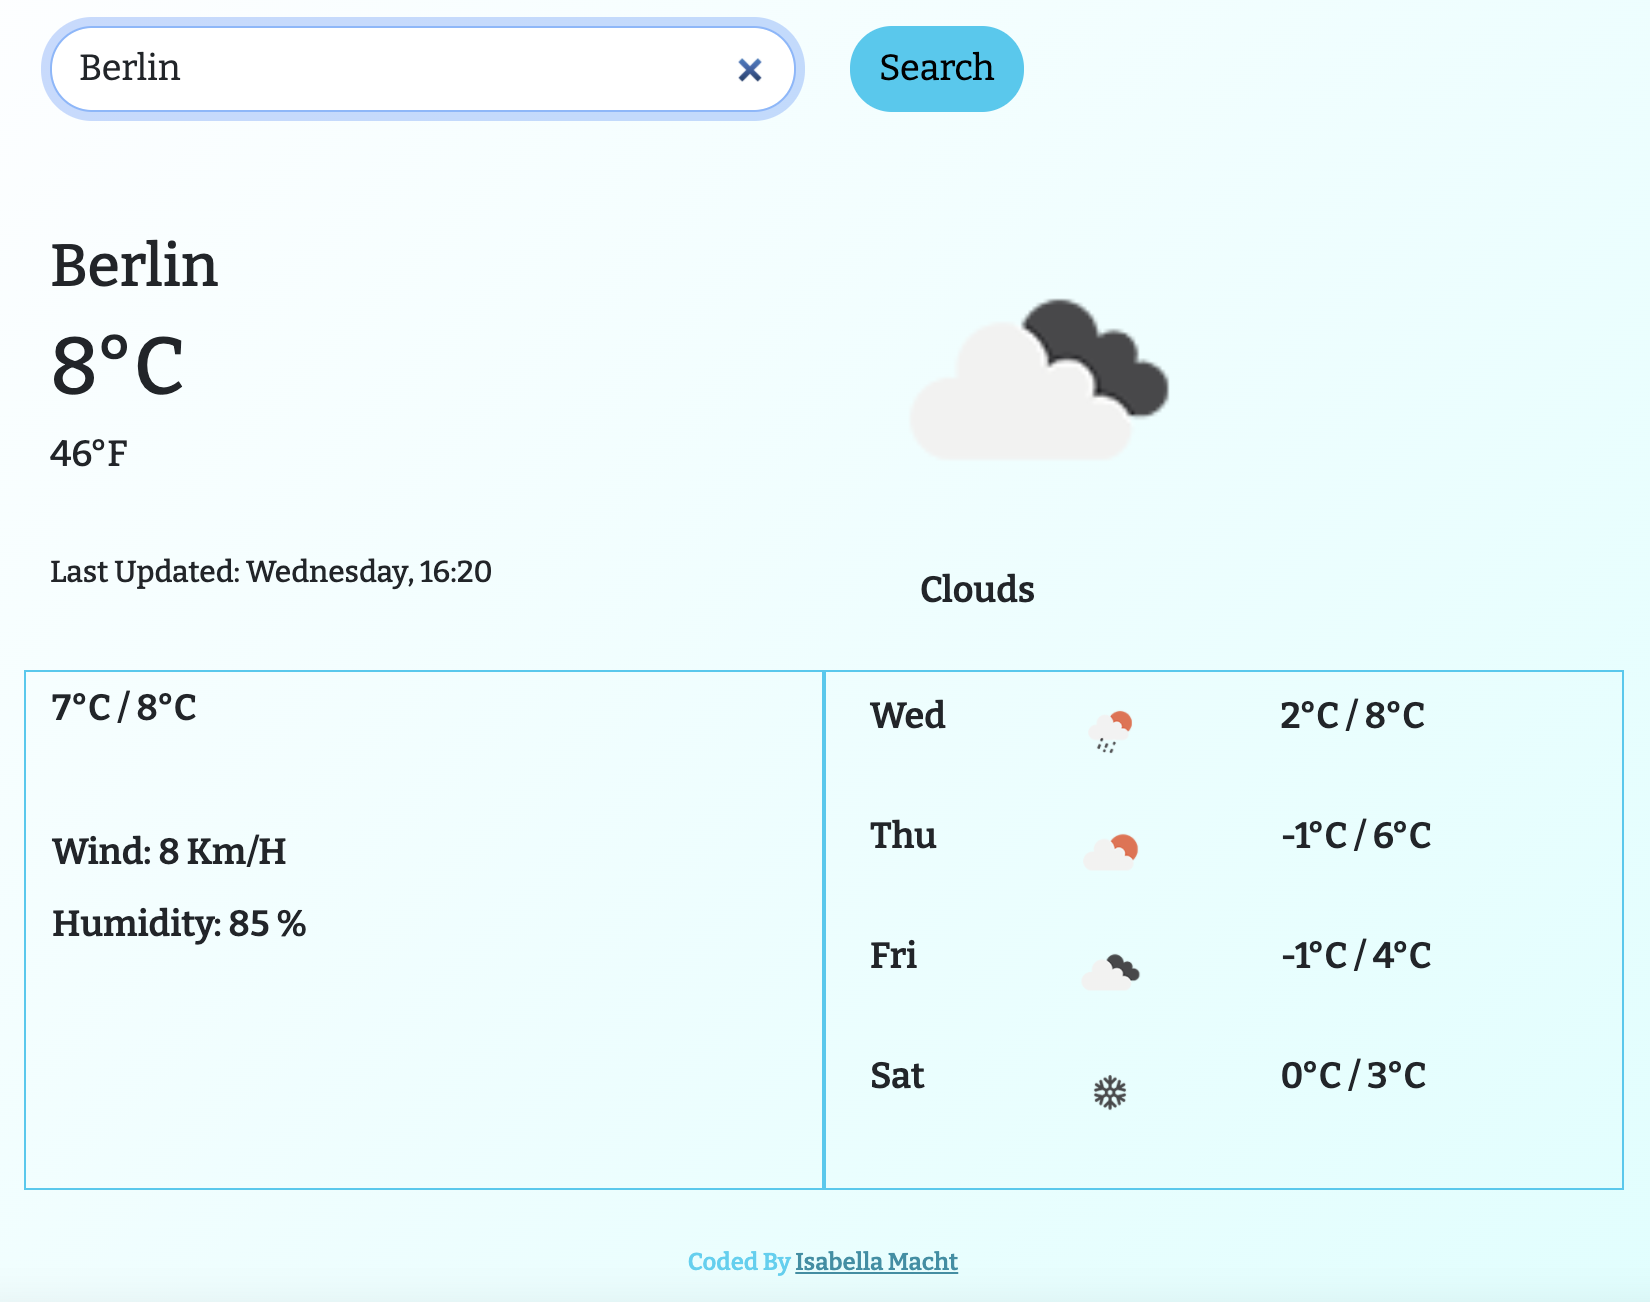 Berlin
Search
Berlin
8°C
46°F
Last Updated: Wednesday, 16:20
Clouds
7°C / 8°C
Wind: 8 Km/H
Humidity: 85 %
Wed 2°C / 8°C
Thu -1°C / 6°C
Fri -1°C / 4°C
Sat 0°C / 3°C
Coded By Isabella Macht